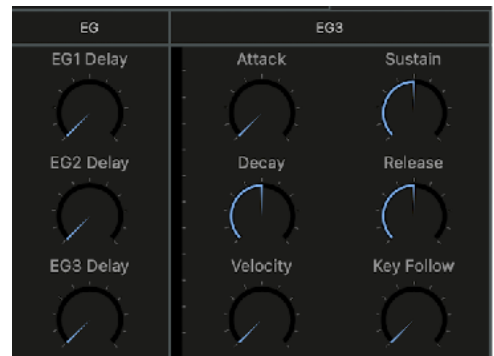 EG
EG3
EG1 Delay
Attack
Sustain
EG2 Delay
Decay
Release
EG3 Delay
Velocity
Key Follow